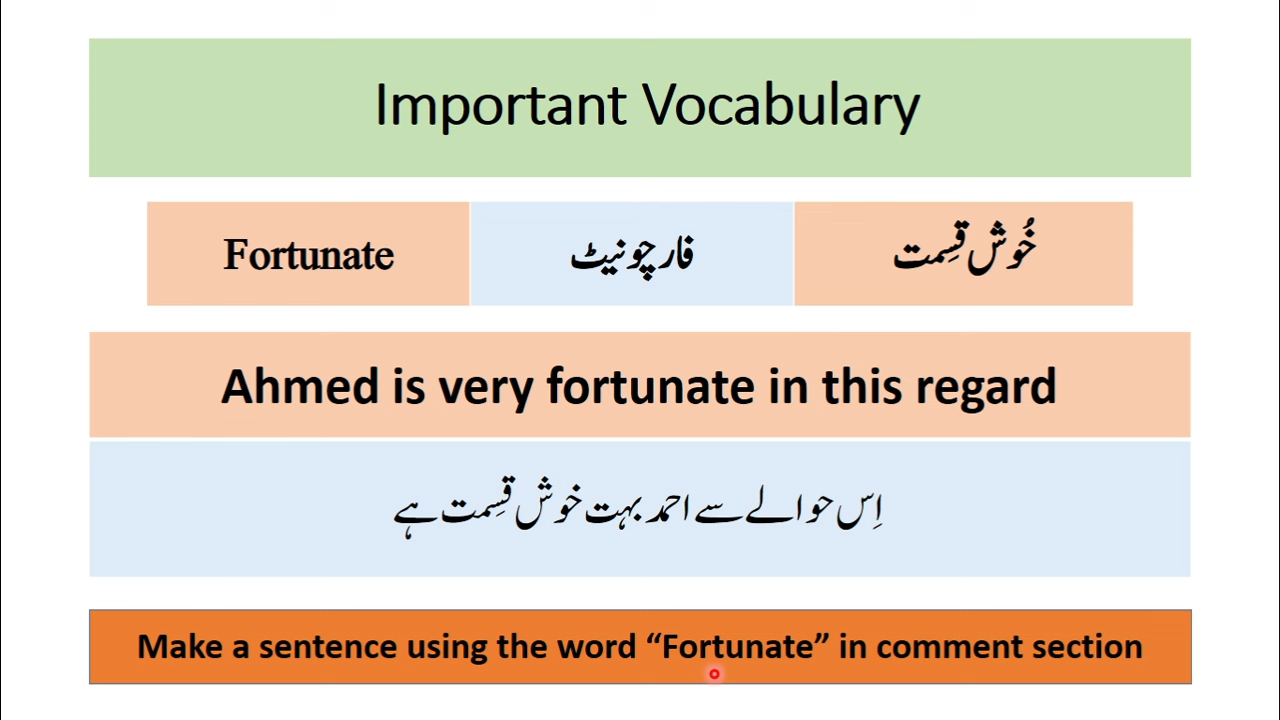 Important Vocabulary
Fortunate
فارچونیٹ
خُوش قِسمت
Ahmed is very fortunate in this regard
اِس حوالے سے احمد بہت خوش قِسمت ہے
Make a sentence using the word “Fortunate” in comment section